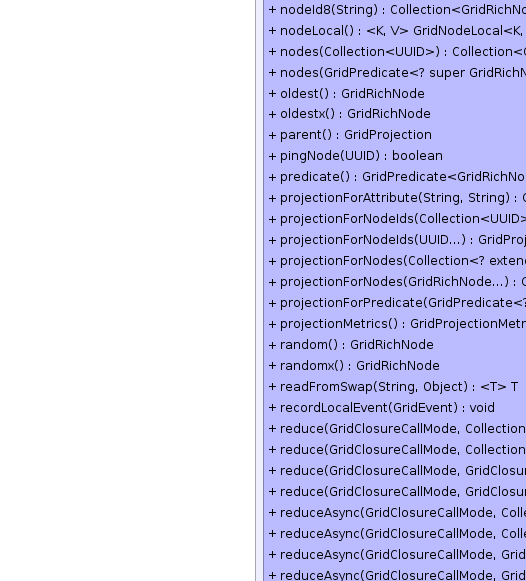 + nodeId8(String) : Collection<GridRichNo
+ nodeLocal() : <K, V> GridNodeLocal<K,
+ nodes(Collection<UUID>) : Collection<
+ nodes(GridPredicate<? super GridRichN
+ oldest() : GridRichNode
+ oldestx() : GridRichNode
+ parent() : GridProjection
+ pingNode(UUID) : boolean
+ predicate() : GridPredicate<GridRichNo
+ projectionForAttribute(String, String) :
+ projectionForNodeIds(Collection<UUID>
+ projectionForNodeIds(UUID...) : GridProj
+ projectionForNodes(Collection<? exten
+ projectionForNodes(GridRichNode...) :
+ projectionForPredicate(GridPredicate<?
+ projectionMetrics() : GridProjectionMetr
+ random() : GridRichNode
+ randomx() : GridRichNode
+ readFromSwap(String, Object) : <T> T
+ recordLocalEvent(GridEvent) : void
+ reduce(GridClosureCallMode, Collection
+ reduce(GridClosureCallMode, Collection
+ reduce(GridClosureCallMode, GridClosu
+ reduce(GridClosureCallMode, GridClosu
+ reduceAsync(GridClosureCallMode, Colle
+ reduceAsync(GridClosureCallMode, Colle
+ reduceAsync(GridClosureCallMode, Grid
+ reduceAsync(GridClosureCallMode, Grid